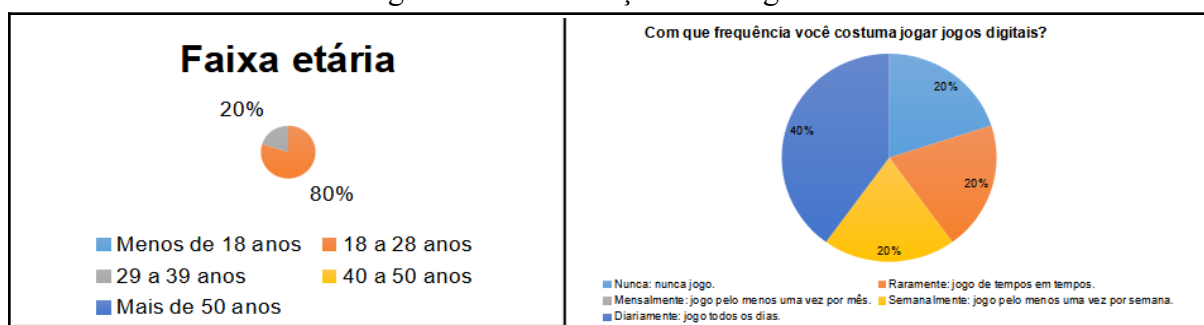 Faixa etária
20%
80%
Menos de 18 anos
18 a 28 anos
29 a 39 anos
40 a 50 anos
Mais de 50 anos
Com que frequência você costuma jogar jogos digitais?
20%
40%
20%
20%
Nunca: nunca jogo.
Raramente: jogo de tempos em tempos.
Mensalmente: jogo pelo menos uma vez por mês.
Semanalmente: jogo pelo menos uma vez por semana.
Diariamente: jogo todos os dias.